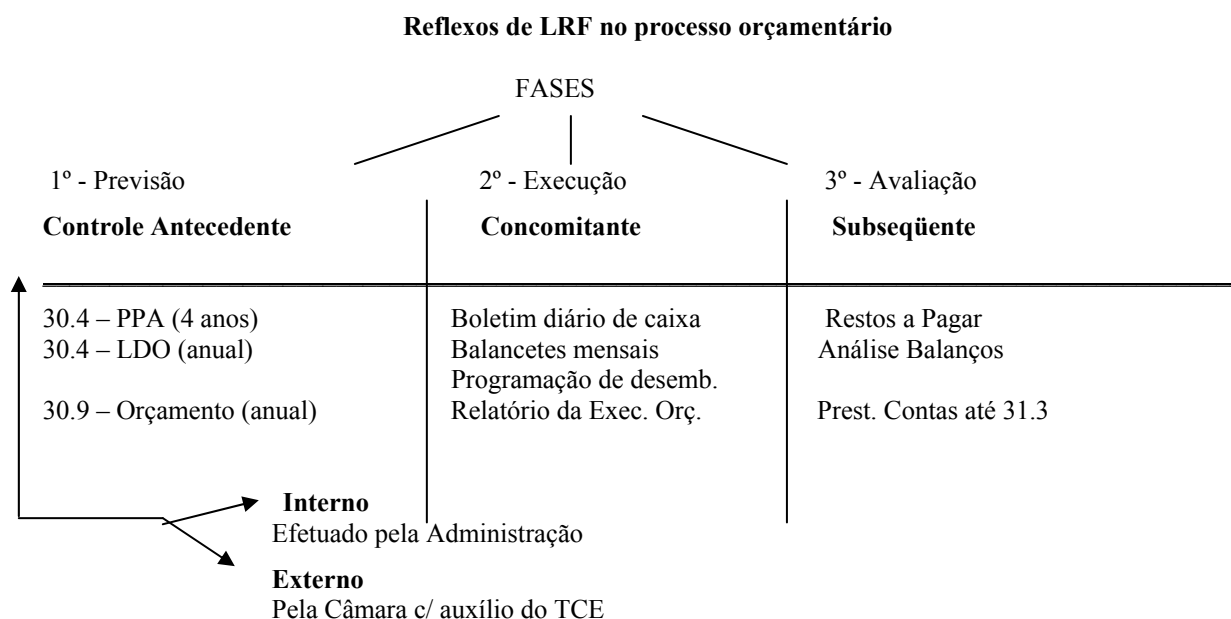 Reflexos de LRF no processo orçamentário
FASES
1º - Previsão
2º - Execução
3º - Avaliação
Controle Antecedente
Concomitante
Subseqüente
30.4 – PPA (4 anos)
30.4 – LDO (anual)
30.9 – Orçamento (anual)
Boletim diário de caixa
Balancetes mensais
Programação de desemb.
Relatório da Exec. Orç.
Restos a Pagar
Análise Balanços
Prest. Contas até 31.3
Interno
Efetuado pela Administração
Externo
Pela Câmara c/ auxílio do TCE